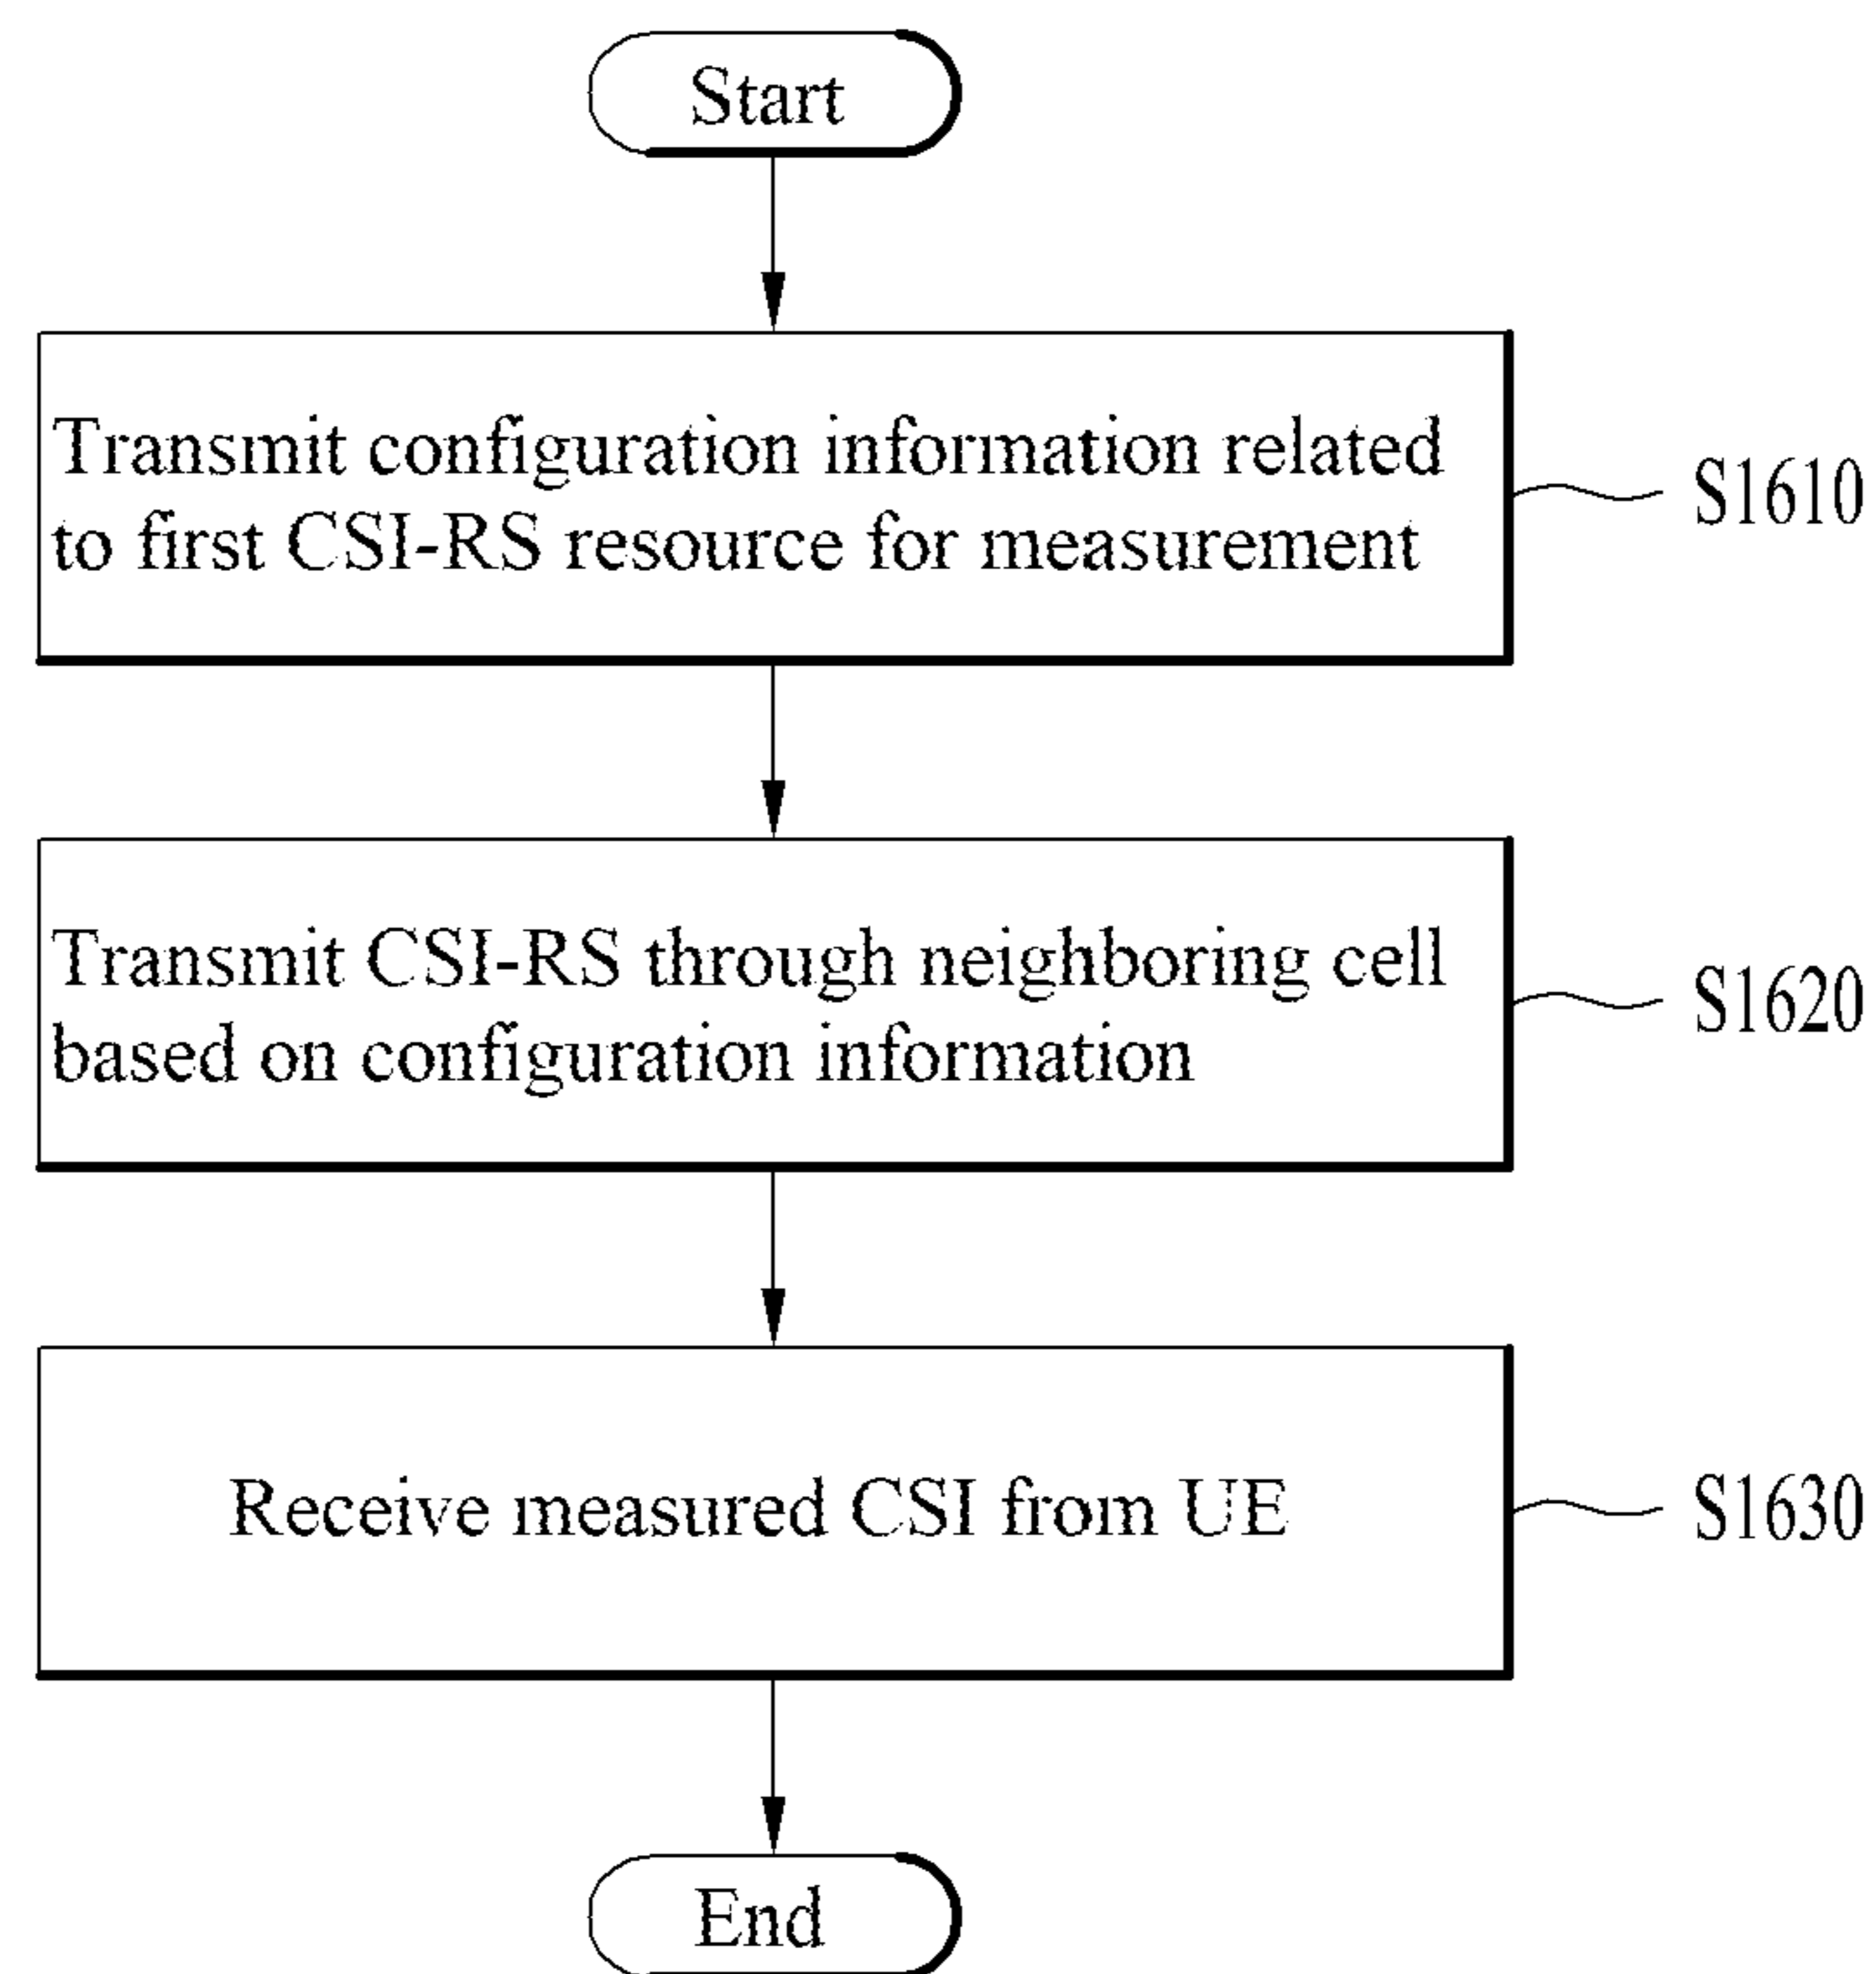 Start
Transmit configuration information related
to first CSI-RS resource for measurement
S1610
Transmit CSI-RS through neighboring cell
based on configuration information
S1620
Receive measured CSI from UE
S1630
End